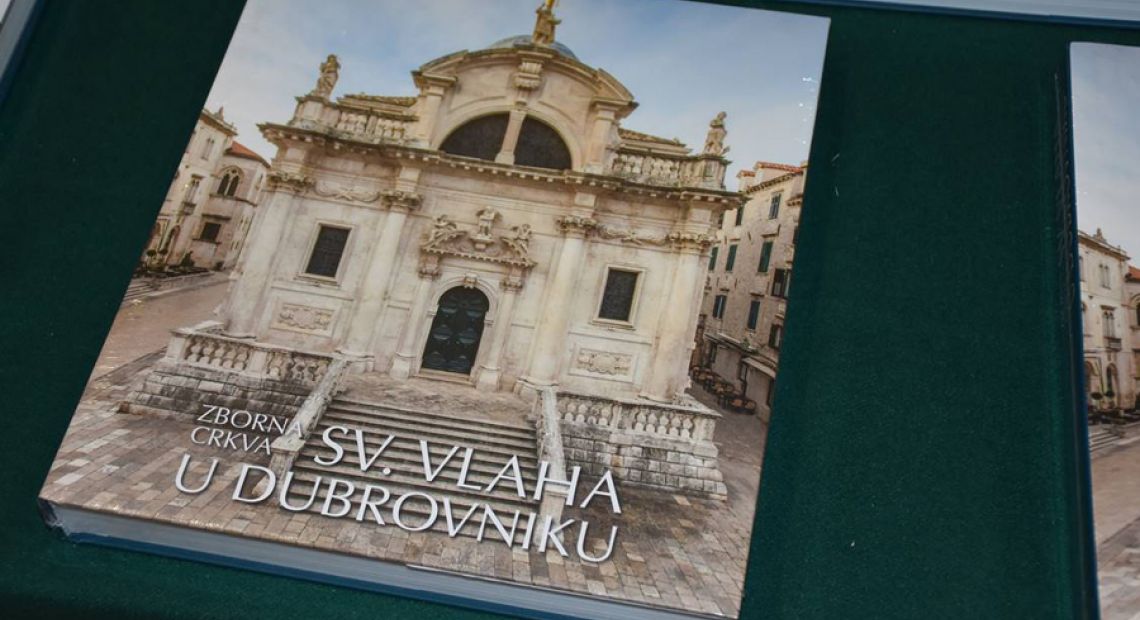 ZBORNA
CRKVA
SV. VLAHA
U DUBROVNIKU